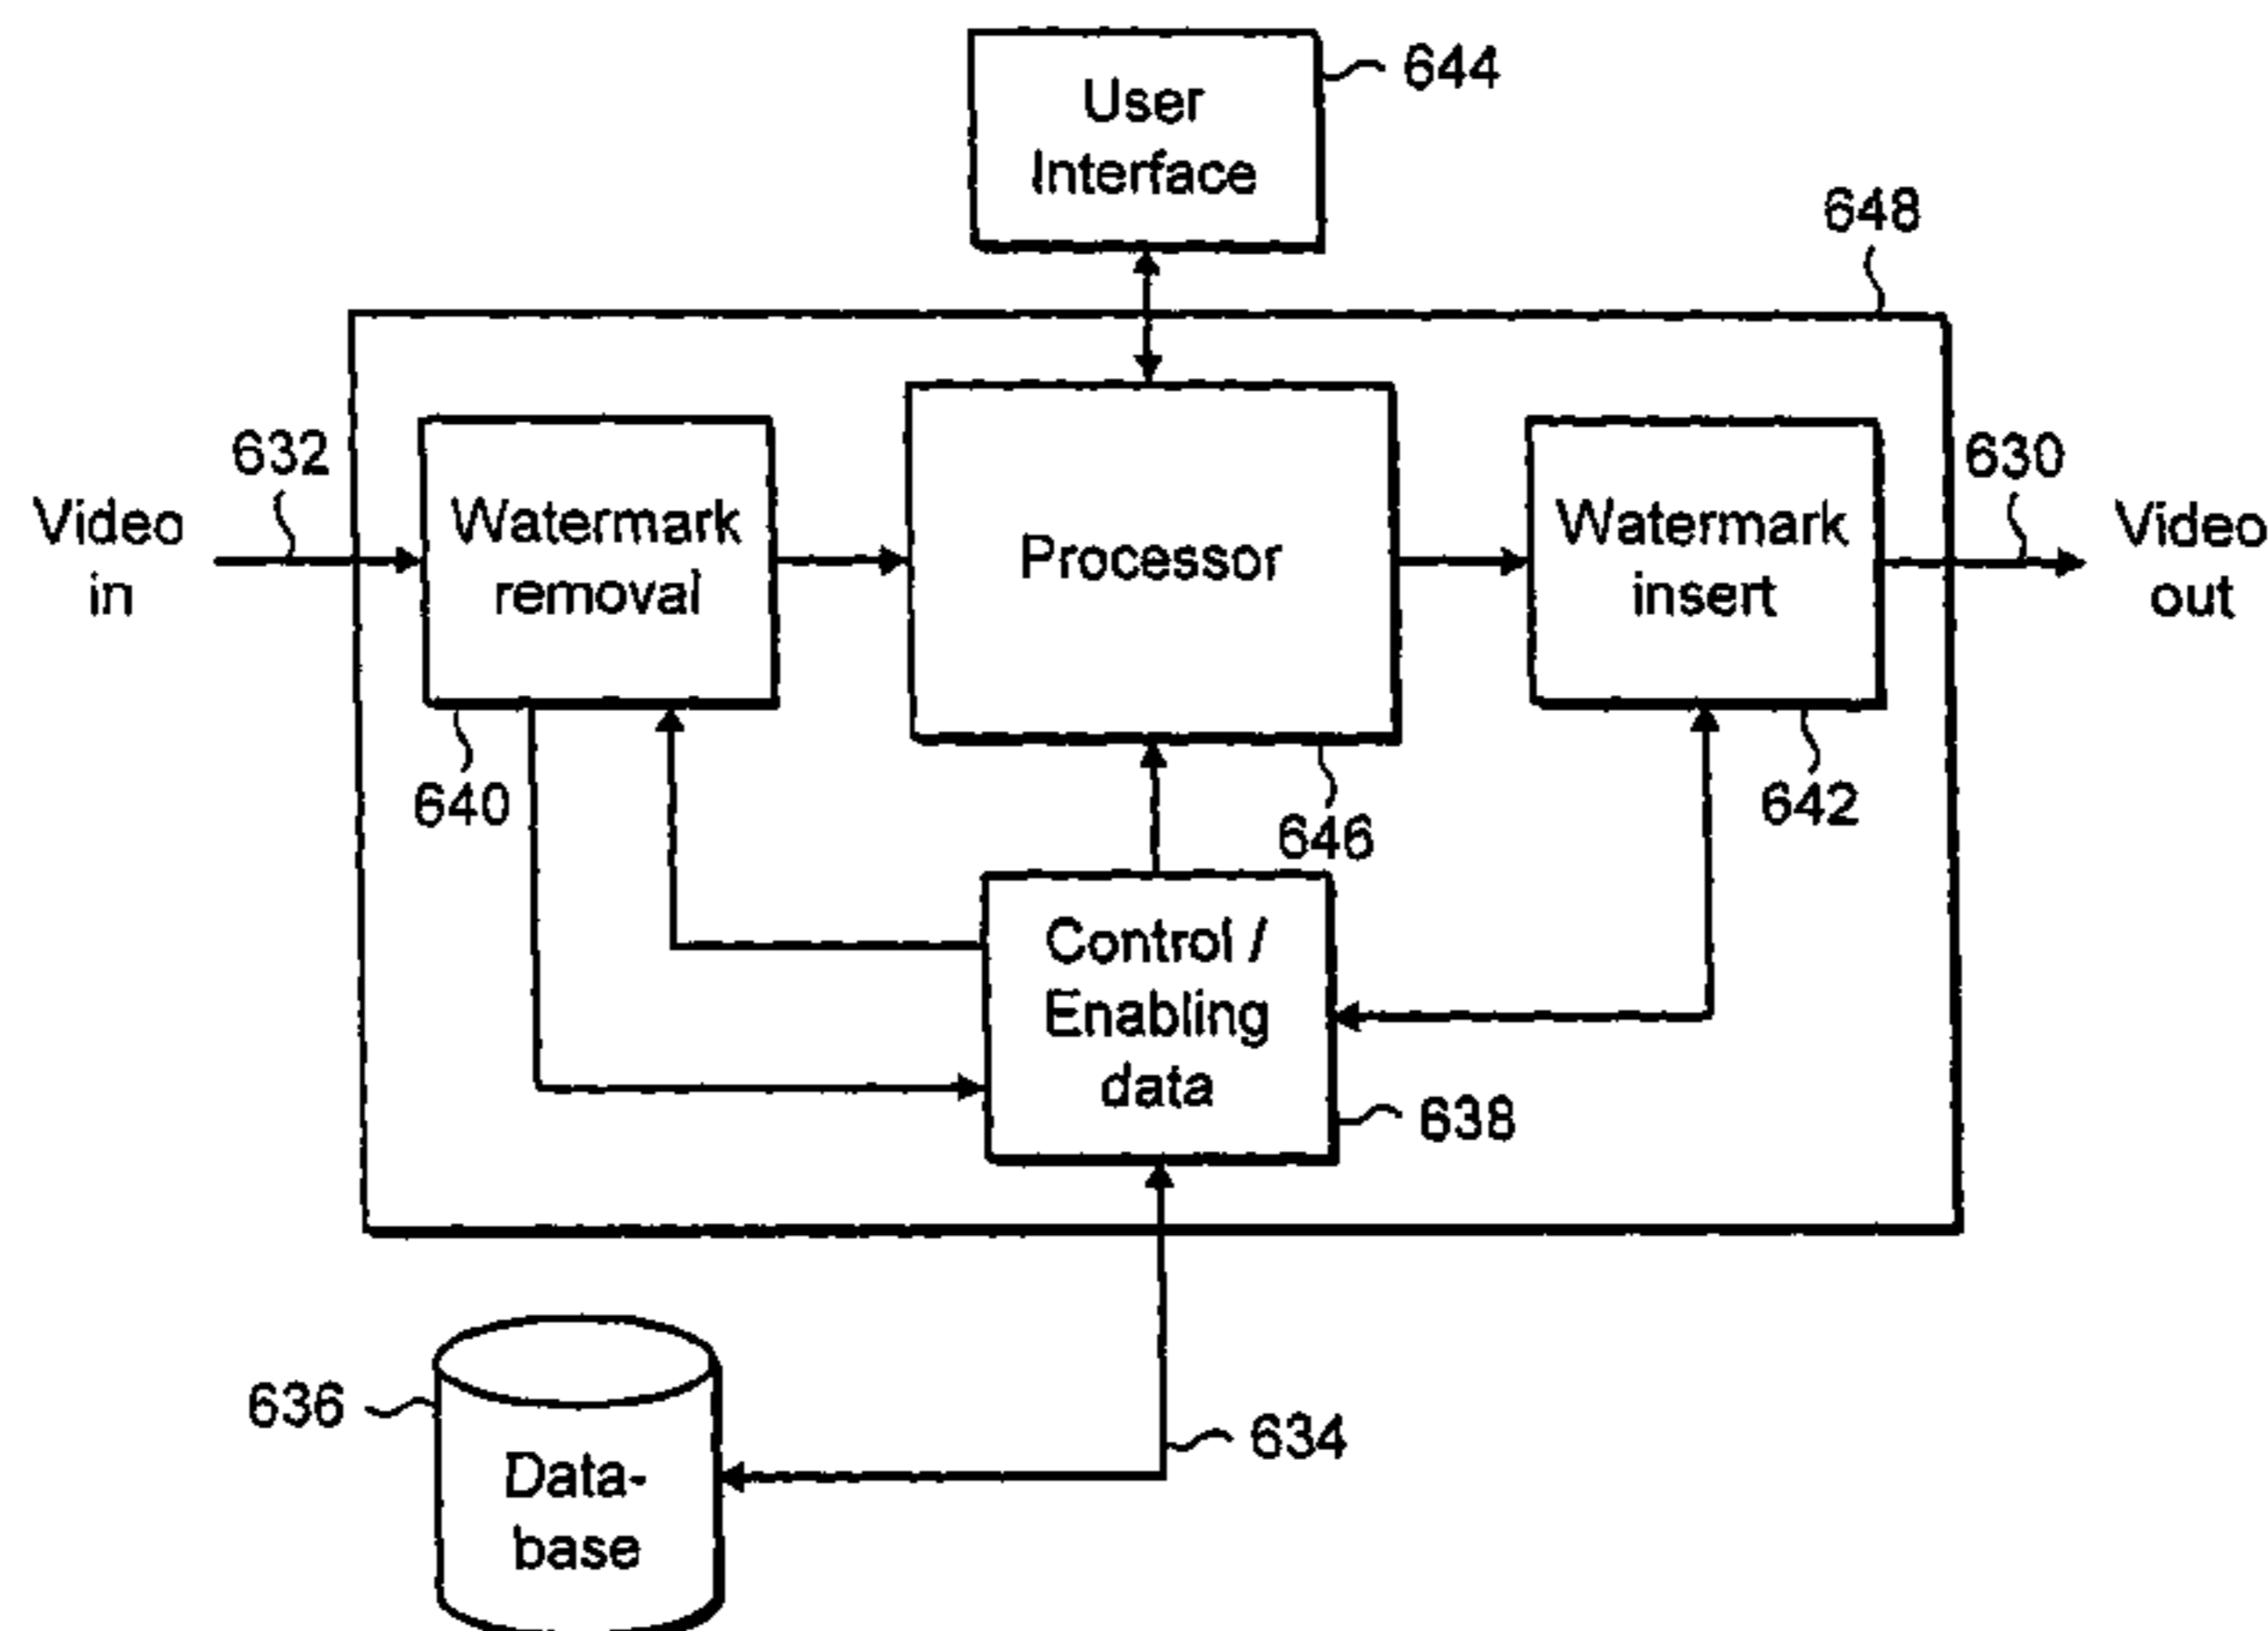 User
Interface
644
648
632
630
Video
in
Watermark
removal
Processor
Watermark
insert
Video
out
640
646
642
Control /
Enabling
data
638
636
634
Data-
base